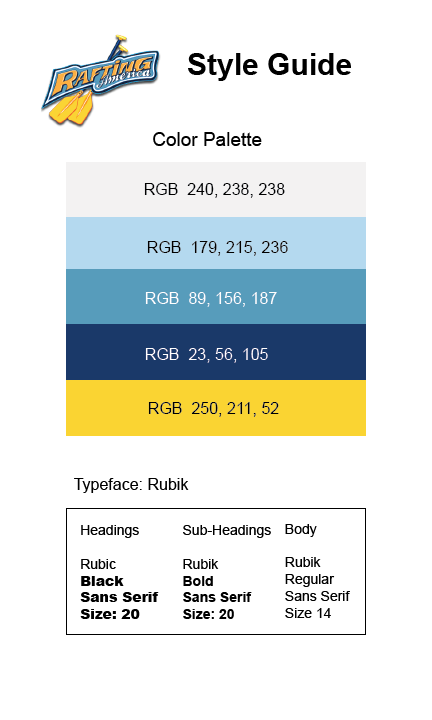 RAFTING
america
Style Guide
Color Palette
RGB 240, 238, 238
RGB 179, 215, 236
RGB 89, 156, 187
RGB 23, 56, 105
RGB 250, 211, 52
Typeface: Rubik
Headings
Rubic
Black
Sans Serif
Size: 20
Sub-Headings
Rubik
Bold
Sans Serif
Size: 20
Body
Rubik
Regular
Sans Serif
Size 14